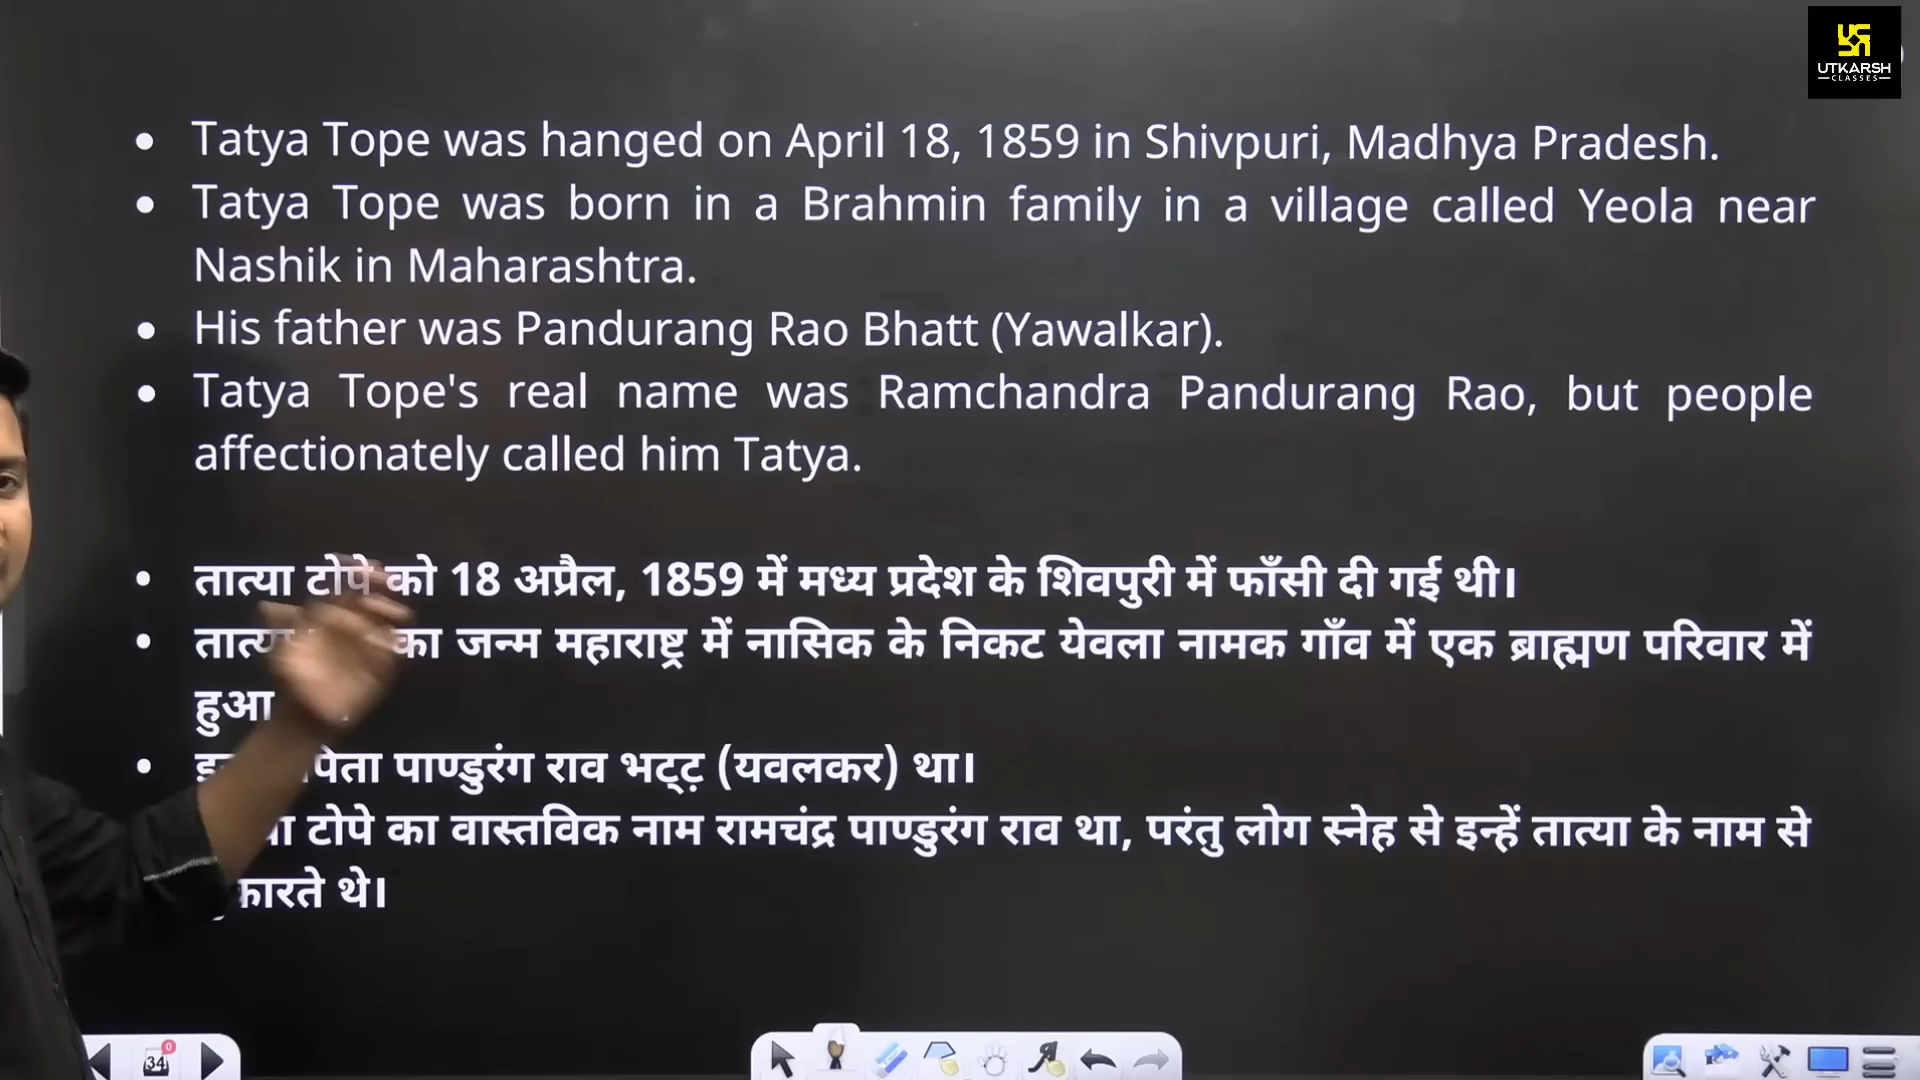 UTKARSH
CLASSES
• Tatya Tope was hanged on April 18, 1859 in Shivpuri, Madhya Pradesh.
• Tatya Tope was born in a Brahmin family in a village called Yeola near
Nashik in Maharashtra.
• His father was Pandurang Rao Bhatt (Yawalkar).
• Tatya Tope's real name was Ramchandra Pandurang Rao, but people
affectionately called him Tatya.
• तात्या टोपे को 18 अप्रैल, 1859 में मध्य प्रदेश के शिवपुरी में फाँसी दी गई थी।
• का जन्म महाराष्ट्र में नासिक के निकट येवला नामक गाँव में एक ब्राह्मण परिवार में
हुआ
• पिता पाण्डुरंग राव भट्ट़ (यवलकर) था।
टोपे का वास्तविक नाम रामचंद्र पाण्डुरंग राव था, परंतु लोग स्नेह से इन्हें तात्या के नाम से
थे।
34
0